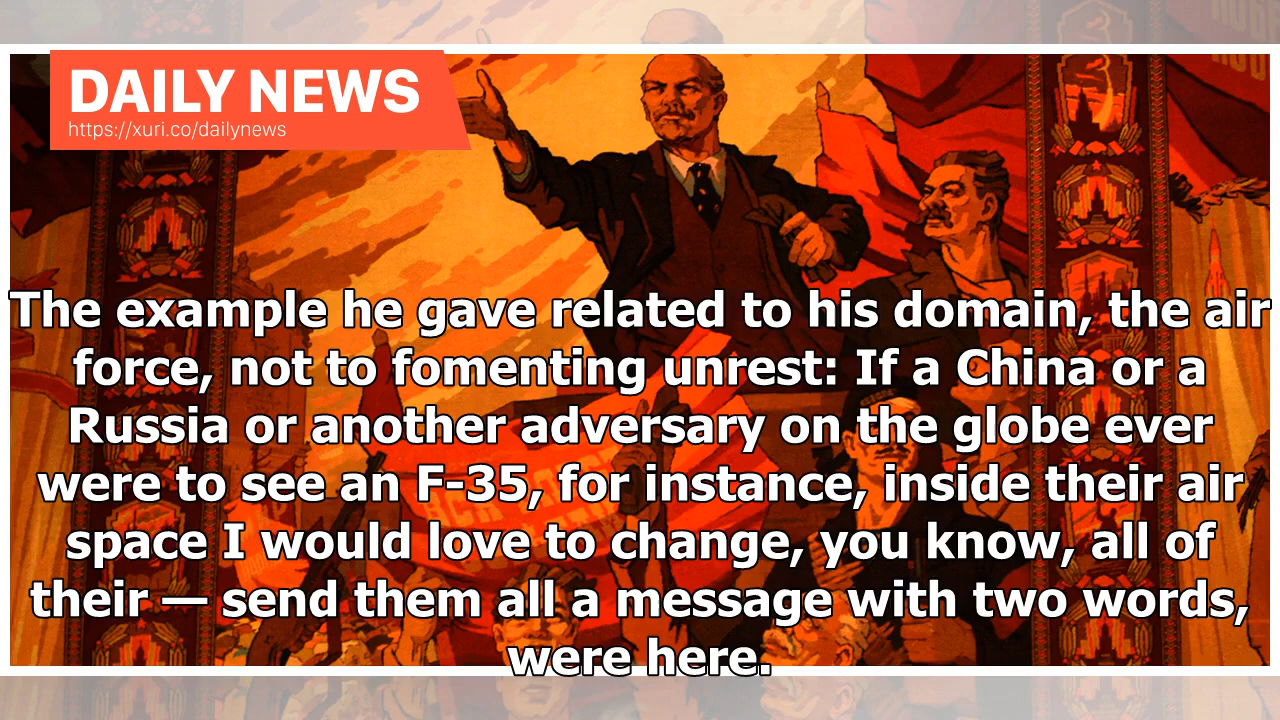 DAILY NEWS
https://xuri.co/dailynews
The example he gave related to his domain, the air
force, not to fomenting unrest: If a China or a
Russia or another adversary on the globe ever
were to see an F-35, for instance, inside their air
space I would love to change, you know, all of
their — send them all a message with two words,
were here.